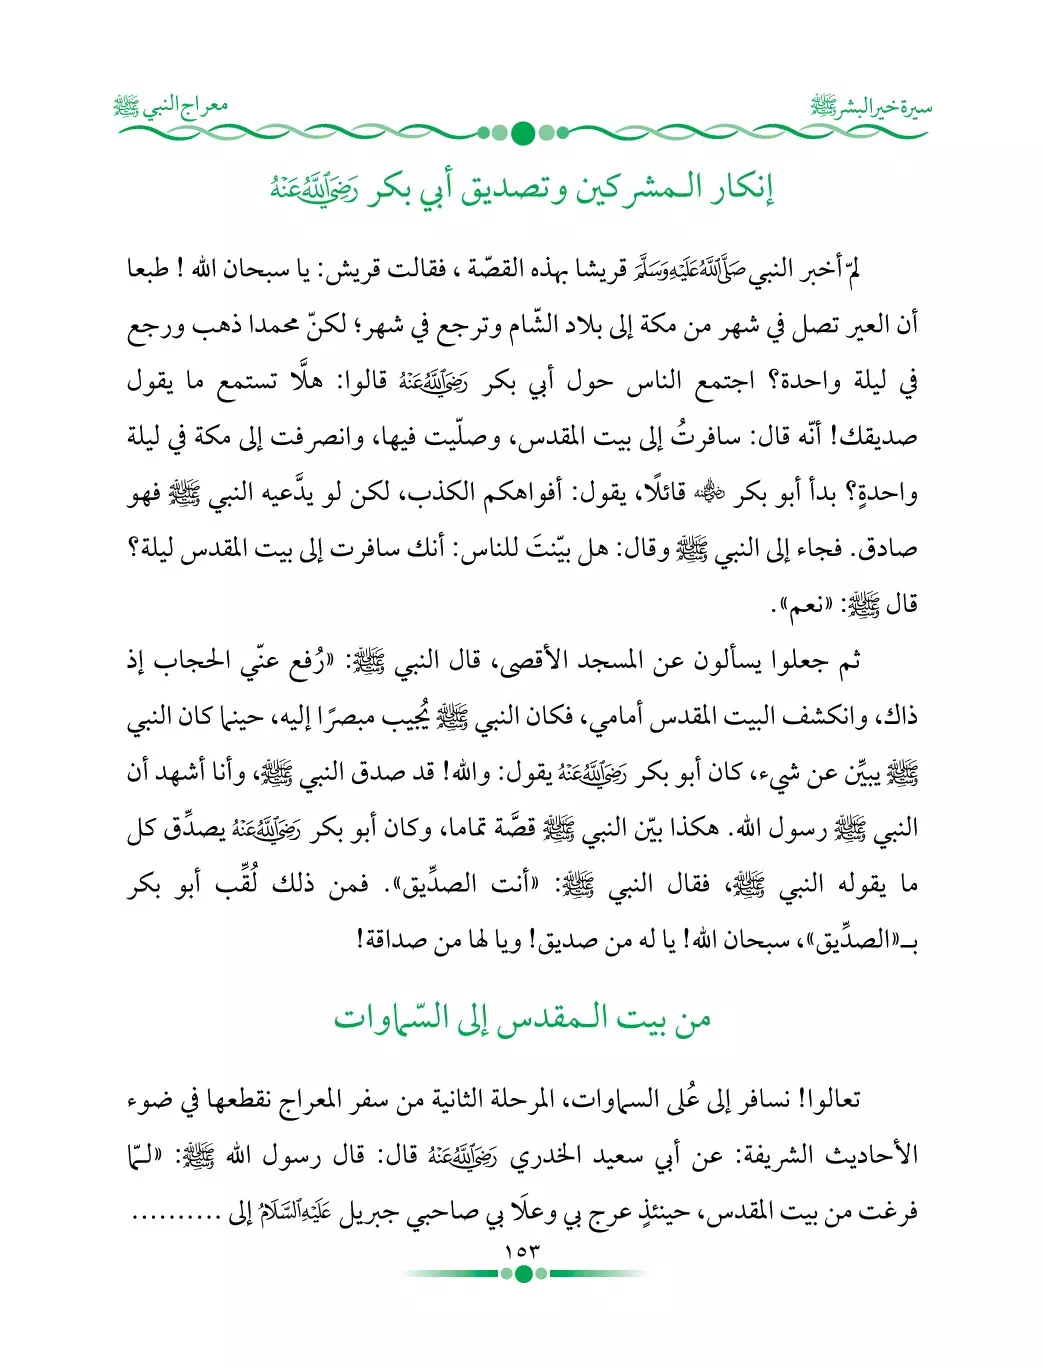 سيرة خير البشر ﷺ
معراج النبي ﷺ
إنكار الـمشركين وتصديق أبي بكر رَضِيَ اللهُ عَنْهُ
لمّ أخبر النبي صَلَّى اللهُ عَلَيْهِ وَسَلَّمَ قريشا بهذه القصّة ، فقالت قريش: يا سبحان الله ! طبعا
أن العير تصل في شهر من مكة إلى بلاد الشّام وترجع في شهر؛ لكنّ محمدا ذهب ورجع
في ليلة واحدة؟ اجتمع الناس حول أبي بكر رَضِيَ اللهُ عَنْهُ قالوا: هلَّا تستمع ما يقول
صديقك! أنّه قال: سافرتُ إلى بيت المقدس، وصلّيت فيها، وانصرفت إلى مكة في ليلة
واحدةٍ؟ بدأ أبو بكر رضي الله عنه قائلًا، يقول: أفواهكم الكذب، لكن لو يدَّعيه النبي ﷺ فهو
صادق. فجاء إلى النبي ﷺ وقال: هل بيّنتَ للناس: أنك سافرت إلى بيت المقدس ليلة؟
قال ﷺ: «نعم».
ثم جعلوا يسألون عن المسجد الأقصى، قال النبي ﷺ: «رُفع عنّي الحجاب إذ
ذاك، وانكشف البيت المقدس أمامي، فكان النبي ﷺ يُجيب مبصرًا إليه، حينما كان النبي
ﷺ يبيِّن عن شيء، كان أبو بكر رَضِيَ اللهُ عَنْهُ يقول: والله! قد صدق النبي ﷺ، وأنا أشهد أن
النبي ﷺ رسول الله. هكذا بيّن النبي ﷺ قصَّة تماما، وكان أبو بكر رَضِيَ اللهُ عَنْهُ يصدِّق كل
ما يقوله النبي ﷺ، فقال النبي ﷺ: «أنت الصدِّيق». فمن ذلك لُقِّب أبو بكر
بـ«الصدِّيق»، سبحان الله! يا له من صديق! ويا لها من صداقة!
من بيت الـمقدس إلى السّماوات
تعالوا! نسافر إلى عُلى السماوات، المرحلة الثانية من سفر المعراج نقطعها في ضوء
الأحاديث الشريفة: عن أبي سعيد الخدري رَضِيَ اللهُ عَنْهُ قال: قال رسول الله ﷺ: «لـمّا
فرغت من بيت المقدس، حينئذٍ عرج بي وعلَا بي صاحبي جبريل عَلَيْهِ السَّلَامُ إلى ..........
١٥٣